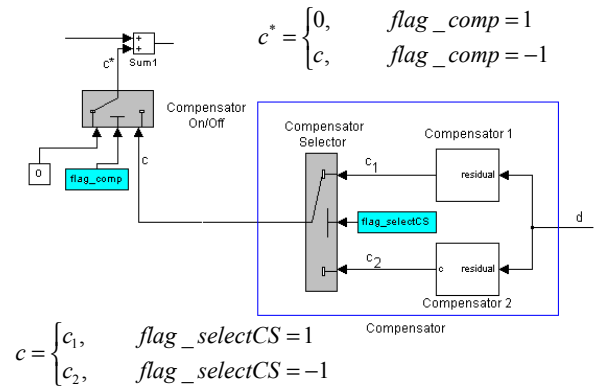 c* = {0, flag_comp = 1
c, flag_comp = -1
+
+
Sum1
c*
Compensator
On/Off
0
flag_comp
c
Compensator
Selector
Compensator 1
c1
residual
flag_selectCS
d
c2
c residual
Compensator 2
Compensator
c = {c1, flag_selectCS = 1
c2, flag_selectCS = -1